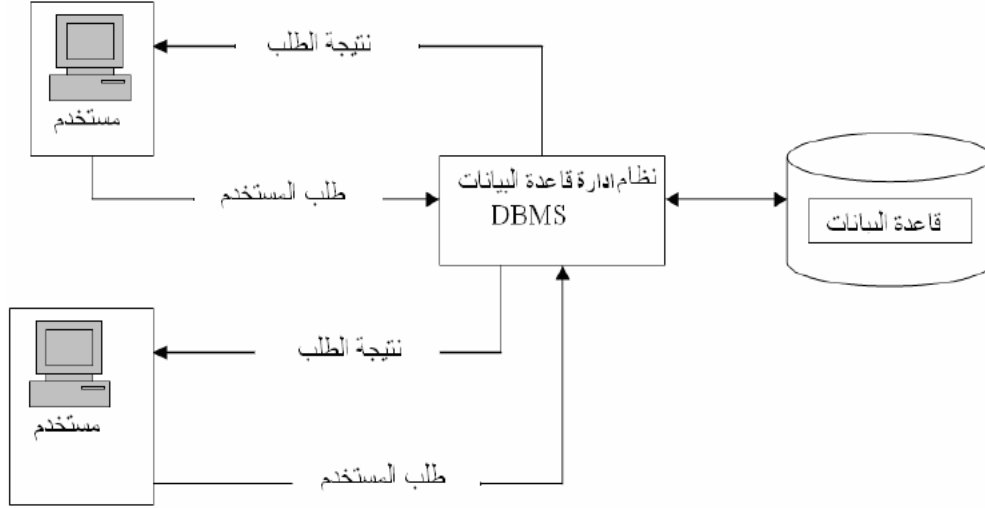 نتيجة الطلب
مستخدم
طلب المستخدم
نظام ادارة قاعدة البيانات
DBMS
قاعدة البيانات
نتيجة الطلب
مستخدم
طلب المستخدم